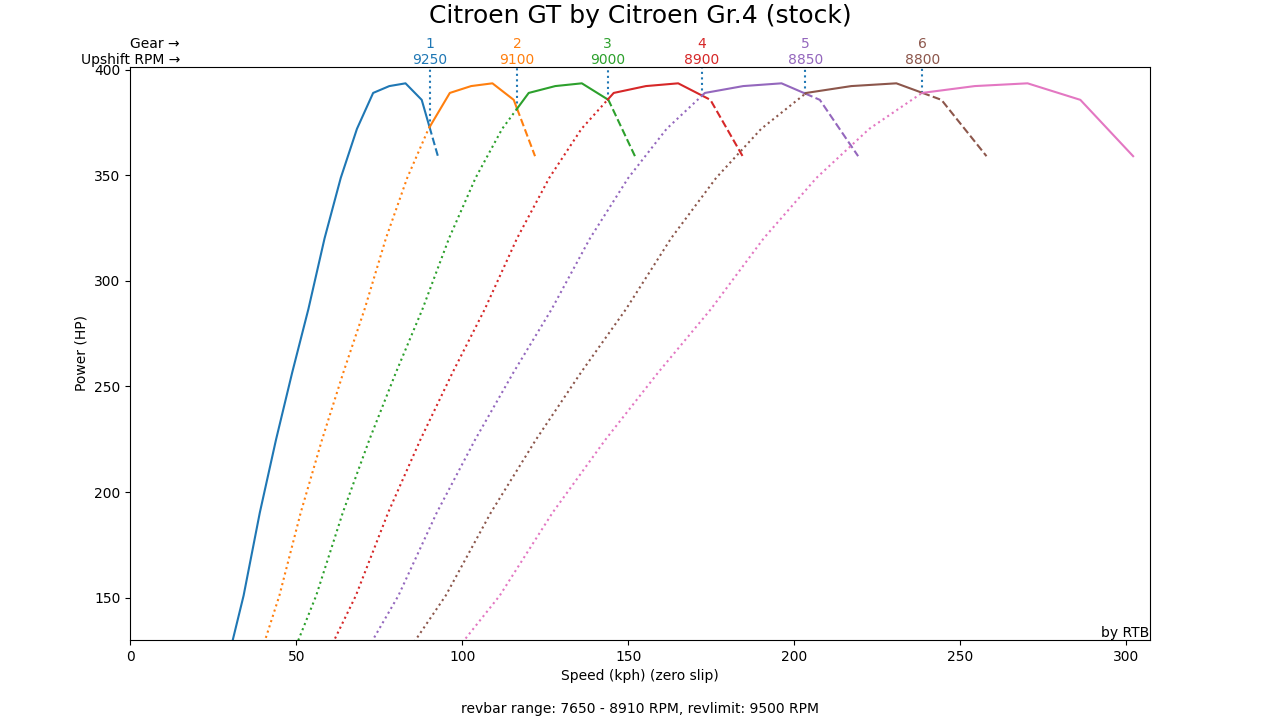 Citroen GT by Citroen Gr.4 (stock)
Gear → 1 2 3 4 5 6
Upshift RPM → 9250 9100 9000 8900 8850 8800
400
350
300
250
200
150
Power (HP)
by RTB
0 50 100 150 200 250 300
Speed (kph) (zero slip)
revbar range: 7650 - 8910 RPM, revlimit: 9500 RPM